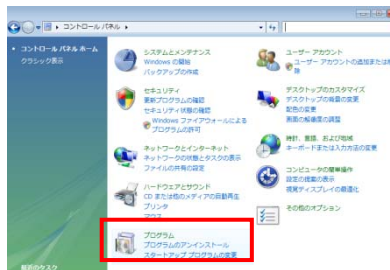 コントロール パネル
コントロール パネル ホーム
クラシック表示
システムとメンテナンス
Windows の開始
バックアップの作成
セキュリティ
更新プログラムの確認
セキュリティ状態の確認
Windows ファイアウォールによる
プログラムの許可
ネットワークとインターネット
ネットワークの状態とタスクの表示
ファイルの共有の設定
ハードウェアとサウンド
CD または他のメディアの自動再生
プリンタ
マウス
プログラム
プログラムのアンインストール
スタートアップ プログラムの変更
ユーザー アカウント
ユーザー アカウントの追加または削
除
デスクトップのカスタマイズ
デスクトップの背景の変更
配色の変更
画面の解像度の調整
時計、言語、および地域
キーボードまたは入力方法の変更
コンピュータの簡単操作
設定の提案の表示
視覚ディスプレイの最適化
その他のオプション
最近のタスク